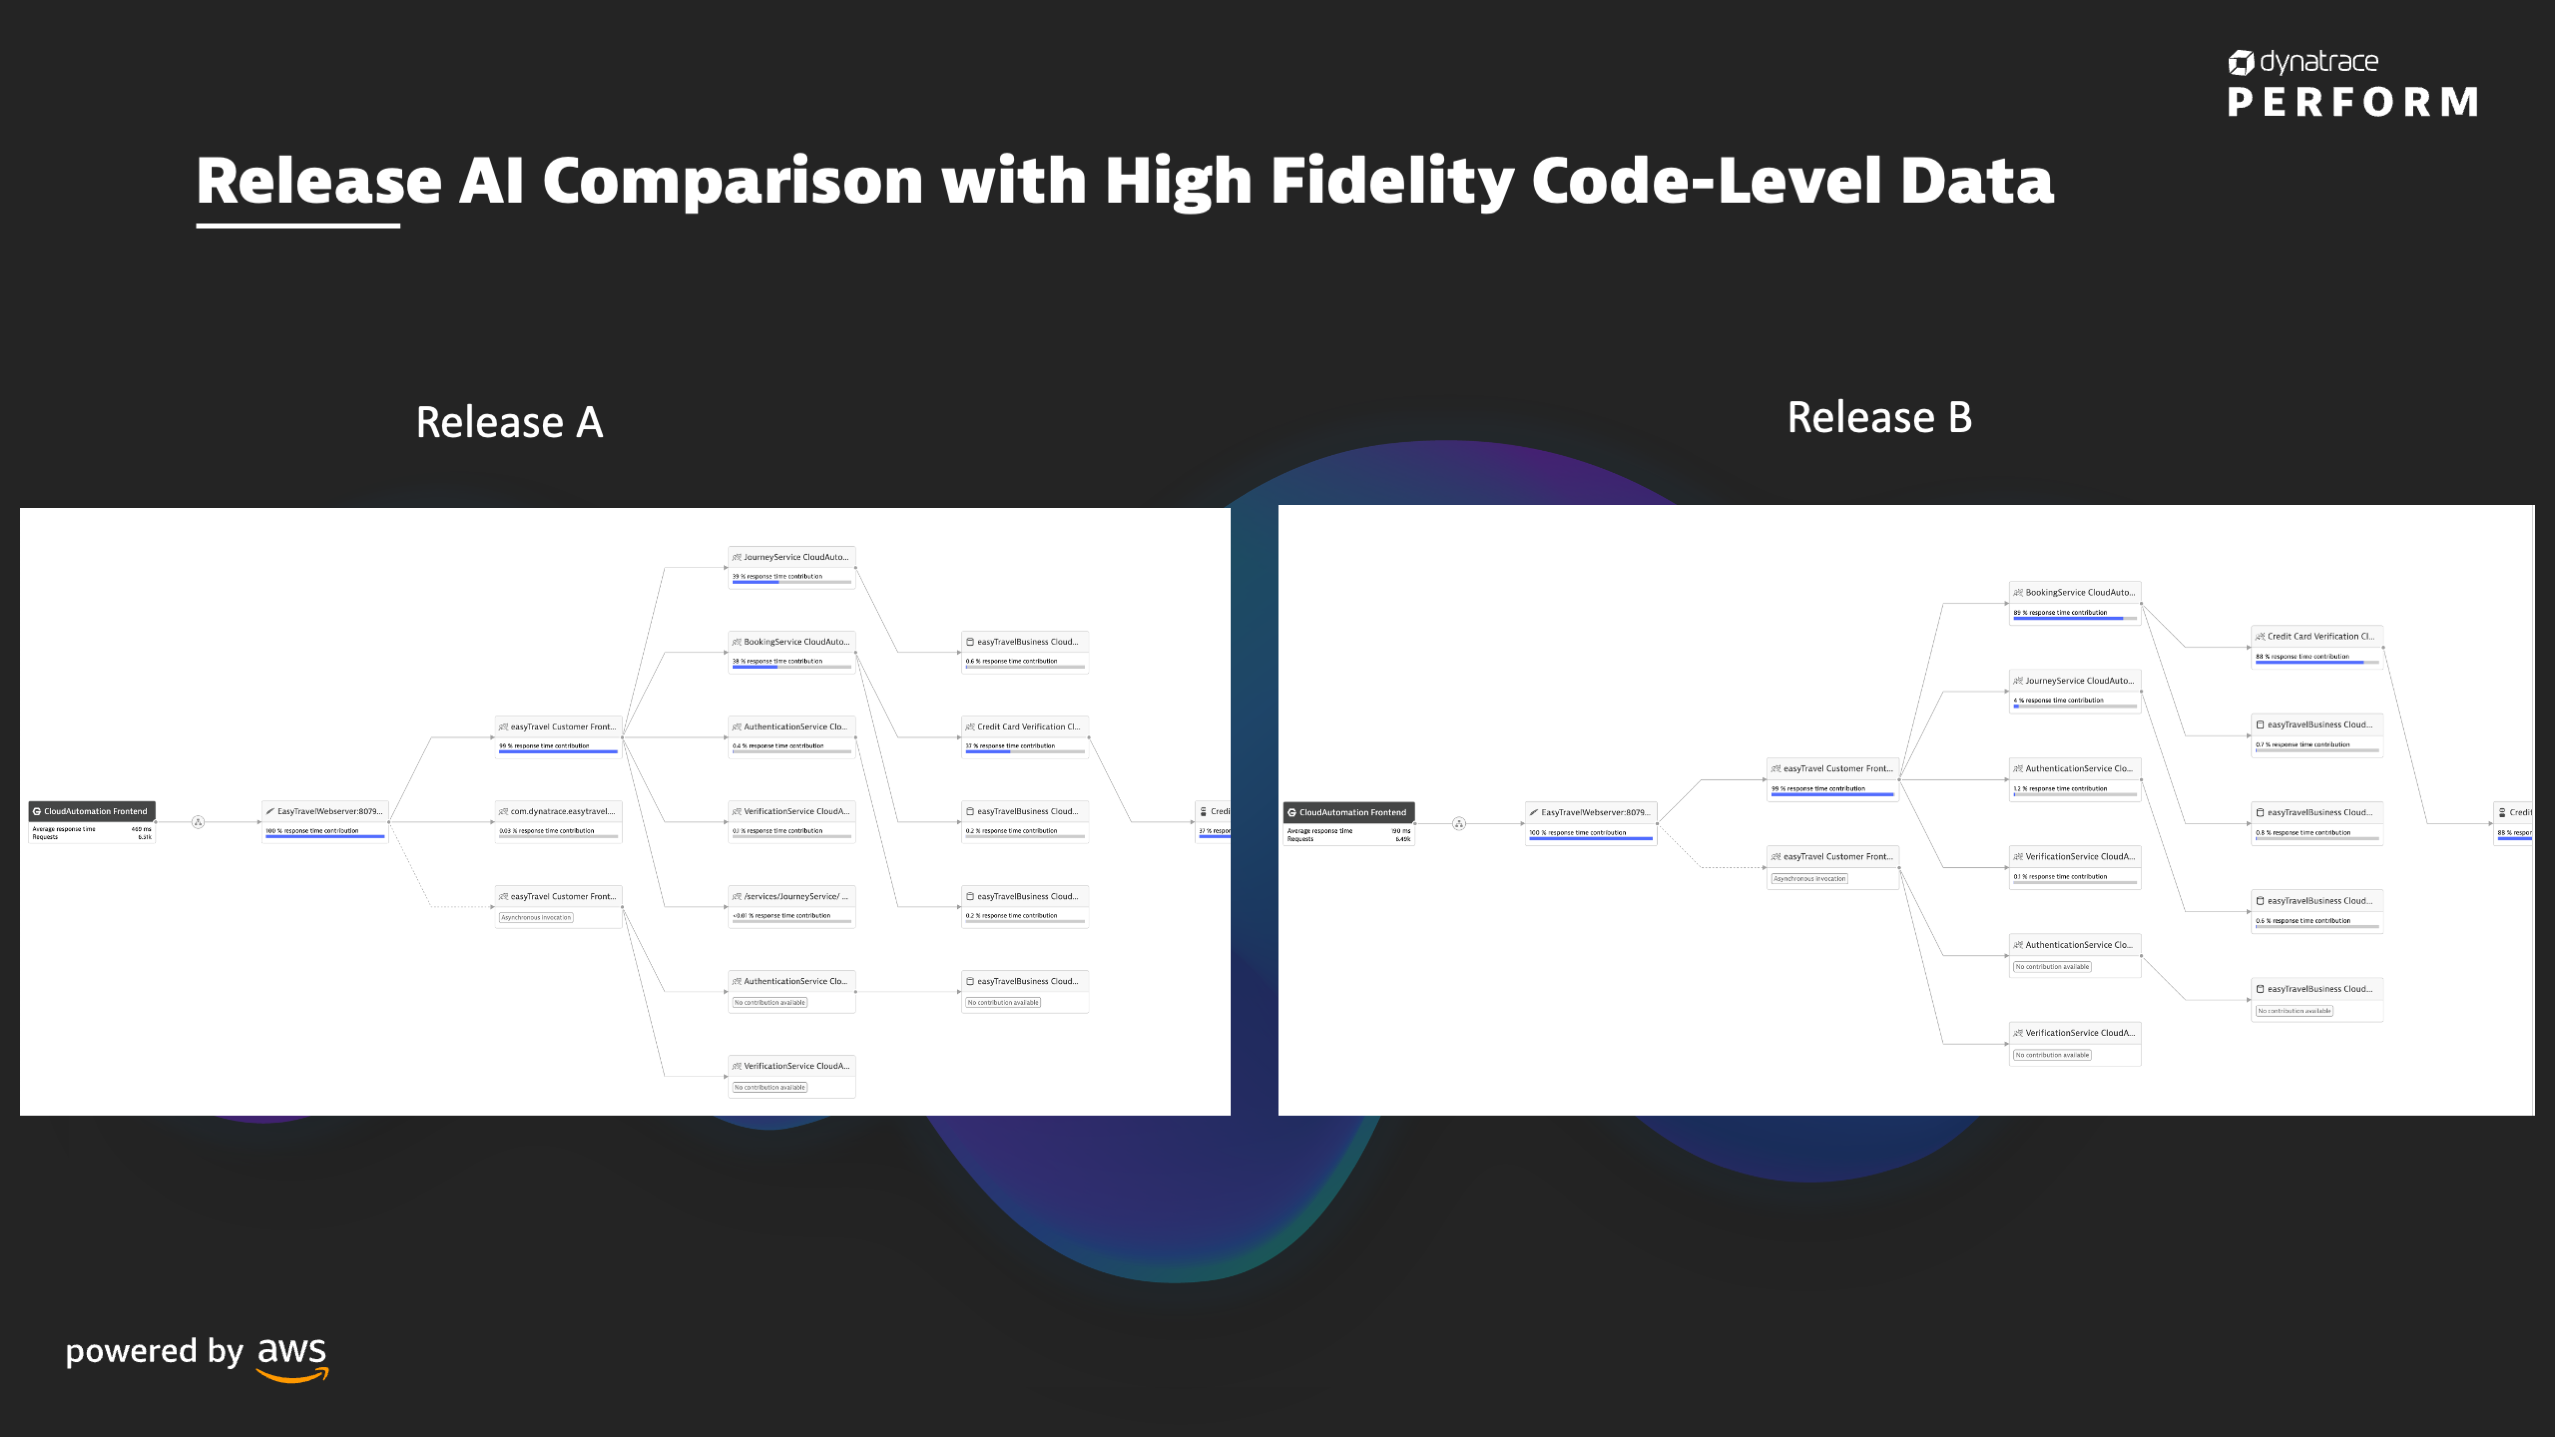 dynatrace
PERFORM
Release AI Comparison with High Fidelity Code-Level Data
Release A
Release B
JourneyService CloudAuto...
39 % response time contribution
BookingService CloudAuto...
38 % response time contribution
easyTravelBusiness Cloud...
0.6 % response time contribution
easyTravel Customer Front...
99 % response time contribution
AuthenticationService Clo...
0.4 % response time contribution
Credit Card Verification Cl...
37 % response time contribution
CloudAutomation Frontend
Average response time 469 ms
Requests 6.51k
EasyTravelWebserver:8079...
100 % response time contribution
com.dynatrace.easytravel....
0.03 % response time contribution
VerificationService CloudA...
0.1 % response time contribution
easyTravelBusiness Cloud...
0.2 % response time contribution
Credi
37 % respon
easyTravel Customer Front...
Asynchronous invocation
/services/JourneyService/ ...
<0.01 % response time contribution
easyTravelBusiness Cloud...
0.2 % response time contribution
AuthenticationService Clo...
No contribution available
easyTravelBusiness Cloud...
No contribution available
VerificationService CloudA...
No contribution available
BookingService CloudAuto...
89 % response time contribution
Credit Card Verification Cl...
88 % response time contribution
JourneyService CloudAuto...
4 % response time contribution
easyTravelBusiness Cloud...
0.7 % response time contribution
easyTravel Customer Front...
99 % response time contribution
AuthenticationService Clo...
1.2 % response time contribution
CloudAutomation Frontend
Average response time 190 ms
Requests 6.49k
EasyTravelWebserver:8079...
100 % response time contribution
easyTravelBusiness Cloud...
0.8 % response time contribution
Credit
88 % respon
easyTravel Customer Front...
Asynchronous invocation
VerificationService CloudA...
0.1 % response time contribution
easyTravelBusiness Cloud...
0.6 % response time contribution
AuthenticationService Clo...
No contribution available
easyTravelBusiness Cloud...
No contribution available
VerificationService CloudA...
No contribution available
powered by aws